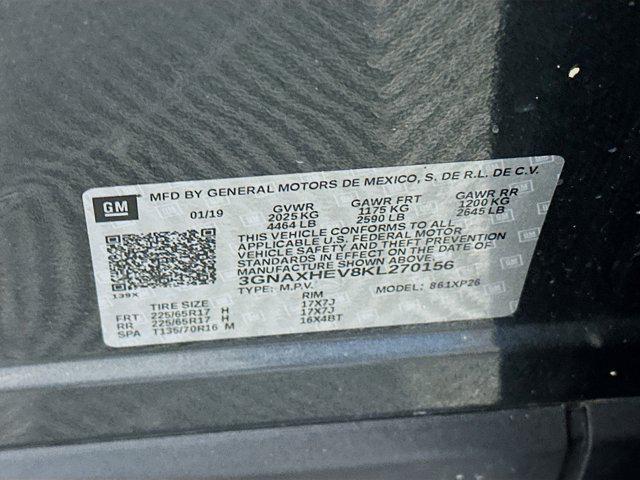 GM
MFD BY GENERAL MOTORS DE MEXICO, S. DE R.L. DE C.V.
01/19 GVWR GAWR FRT GAWR RR
2025 KG 1175 KG 1200 KG
4464 LB 2590 LB 2645 LB
THIS VEHICLE CONFORMS TO ALL
APPLICABLE U.S. FEDERAL MOTOR
VEHICLE SAFETY AND THEFT PREVENTION
STANDARDS IN EFFECT ON THE DATE OF
MANUFACTURE SHOWN ABOVE.
3GNAXHEV8KL270156
TYPE: M.P.V. MODEL: 861XP26
139X
TIRE SIZE RIM
FRT 225/65R17 H 17X7J
RR 225/65R17 H 17X7J
SPA T135/70R16 M 16X4BT